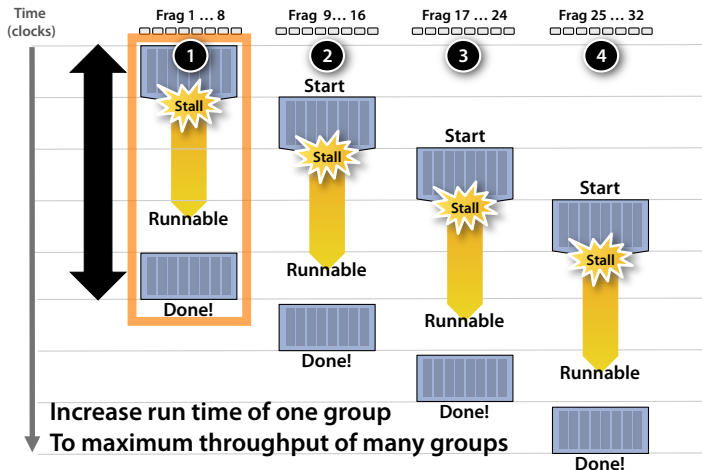 Time
(clocks)
Frag 1 … 8
Frag 9… 16
Frag 17 … 24
Frag 25 … 32
1
2
3
4
Start
Stall
Start
Stall
Start
Stall
Runnable
Stall
Runnable
Done!
Runnable
Done!
Runnable
Increase run time of one group
Done!
To maximum throughput of many groups
Done!